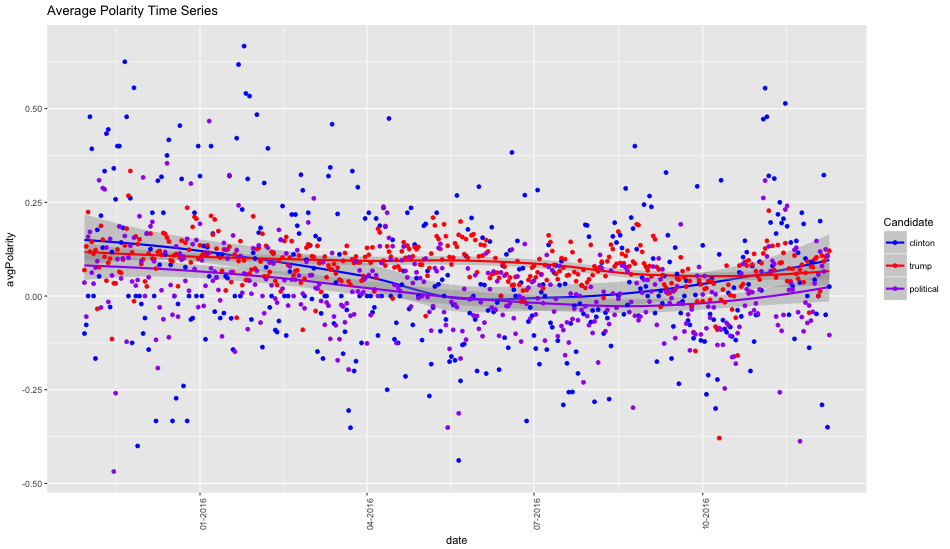 Average Polarity Time Series
avgPolarity
0.50
0.25
0.00
-0.25
-0.50
01-2016
04-2016
07-2016
10-2016
date
Candidate
clinton
trump
political